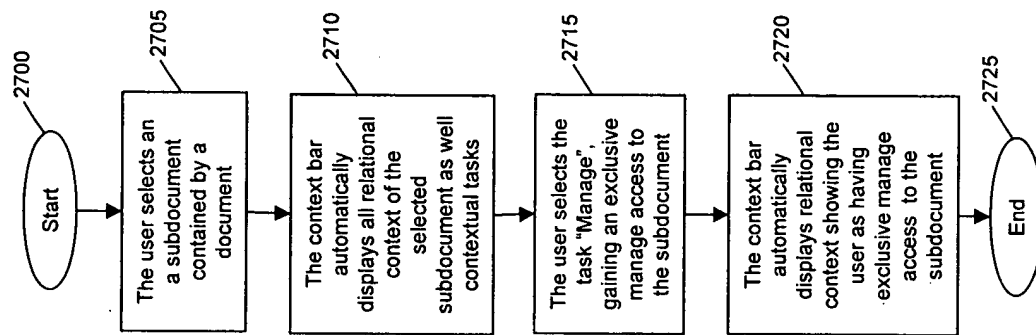 2700
Start
2705
The user selects an
a subdocument
contained by a
document
2710
The context bar
automatically
displays all relational
context of the
selected
subdocument as well
contextual tasks
2715
The user selects the
task “Manage”,
gaining an exclusive
manage access to
the subdocument
2720
The context bar
automatically
displays relational
context showing the
user as having
exclusive manage
access to the
subdocument
2725
End